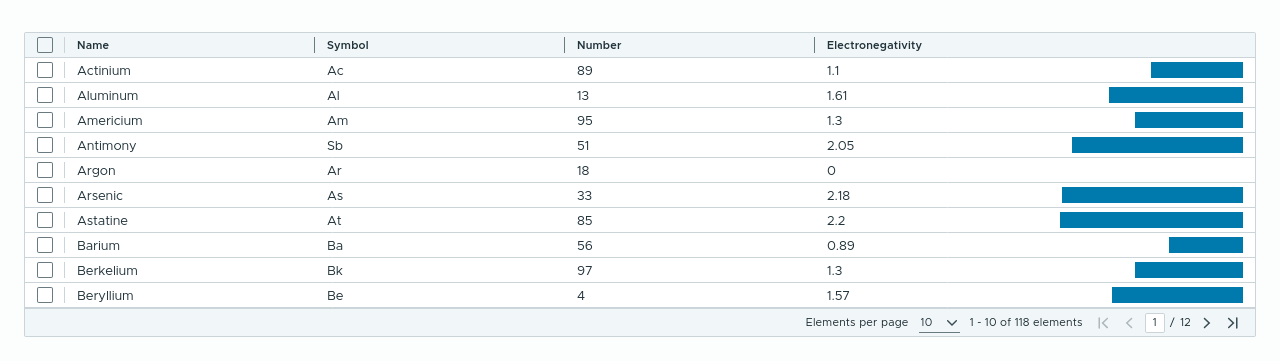 Name Symbol Number Electronegativity
Actinium Ac 89 1.1
Aluminum Al 13 1.61
Americium Am 95 1.3
Antimony Sb 51 2.05
Argon Ar 18 0
Arsenic As 33 2.18
Astatine At 85 2.2
Barium Ba 56 0.89
Berkelium Bk 97 1.3
Beryllium Be 4 1.57
Elements per page 10 1 - 10 of 118 elements 1 / 12